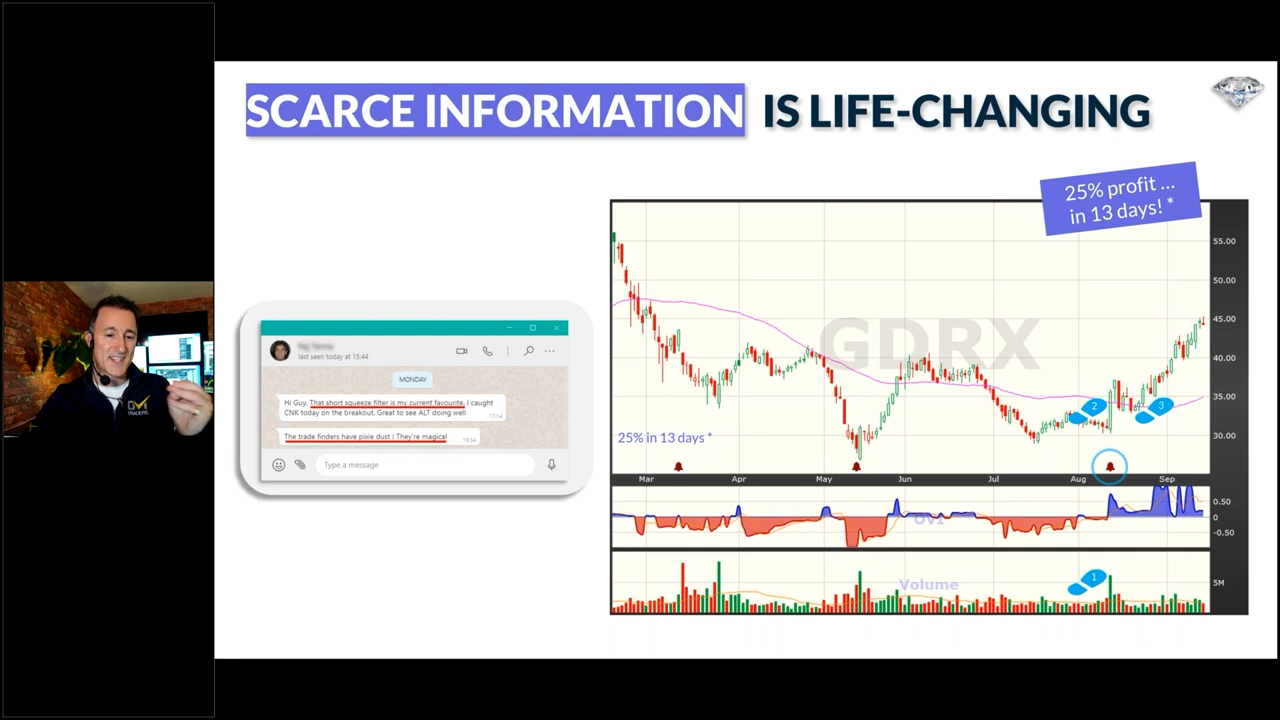 SCARCE INFORMATION IS LIFE-CHANGING
25% profit ...
in 13 days! *
last seen today at 15:44
MONDAY
Hi Guy. That short squeeze filter is my current favourite, I caught
CNK today on the breakout. Great to see ALT doing well
17:14
The trade finders have pixie dust ! They're magical
Type a message
GDRX
55.00
50.00
45.00
40.00
35.00
30.00
2
3
25% in 13 days *
Mar Apr May Jun Jul Aug Sep
OVI
0.50
0
-0.50
Volume
1
5M
OVI
TRADERS